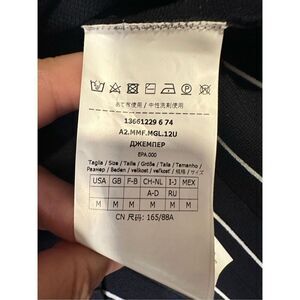 あて布使用 / 中性洗剤使用
13661229 6 74
A2.MMF.MGL.12U
ДЖЕМПЕР
EPA.000
Taglia / Size / Taille / Größe / Talla / Tamanho /
Размер / Beden / velikost / veľkosť / 规格 / サイズ
USA GB F-B CH-NL I-J MEX
A-D RU
M M M M M M
CN 尺码: 165/88A